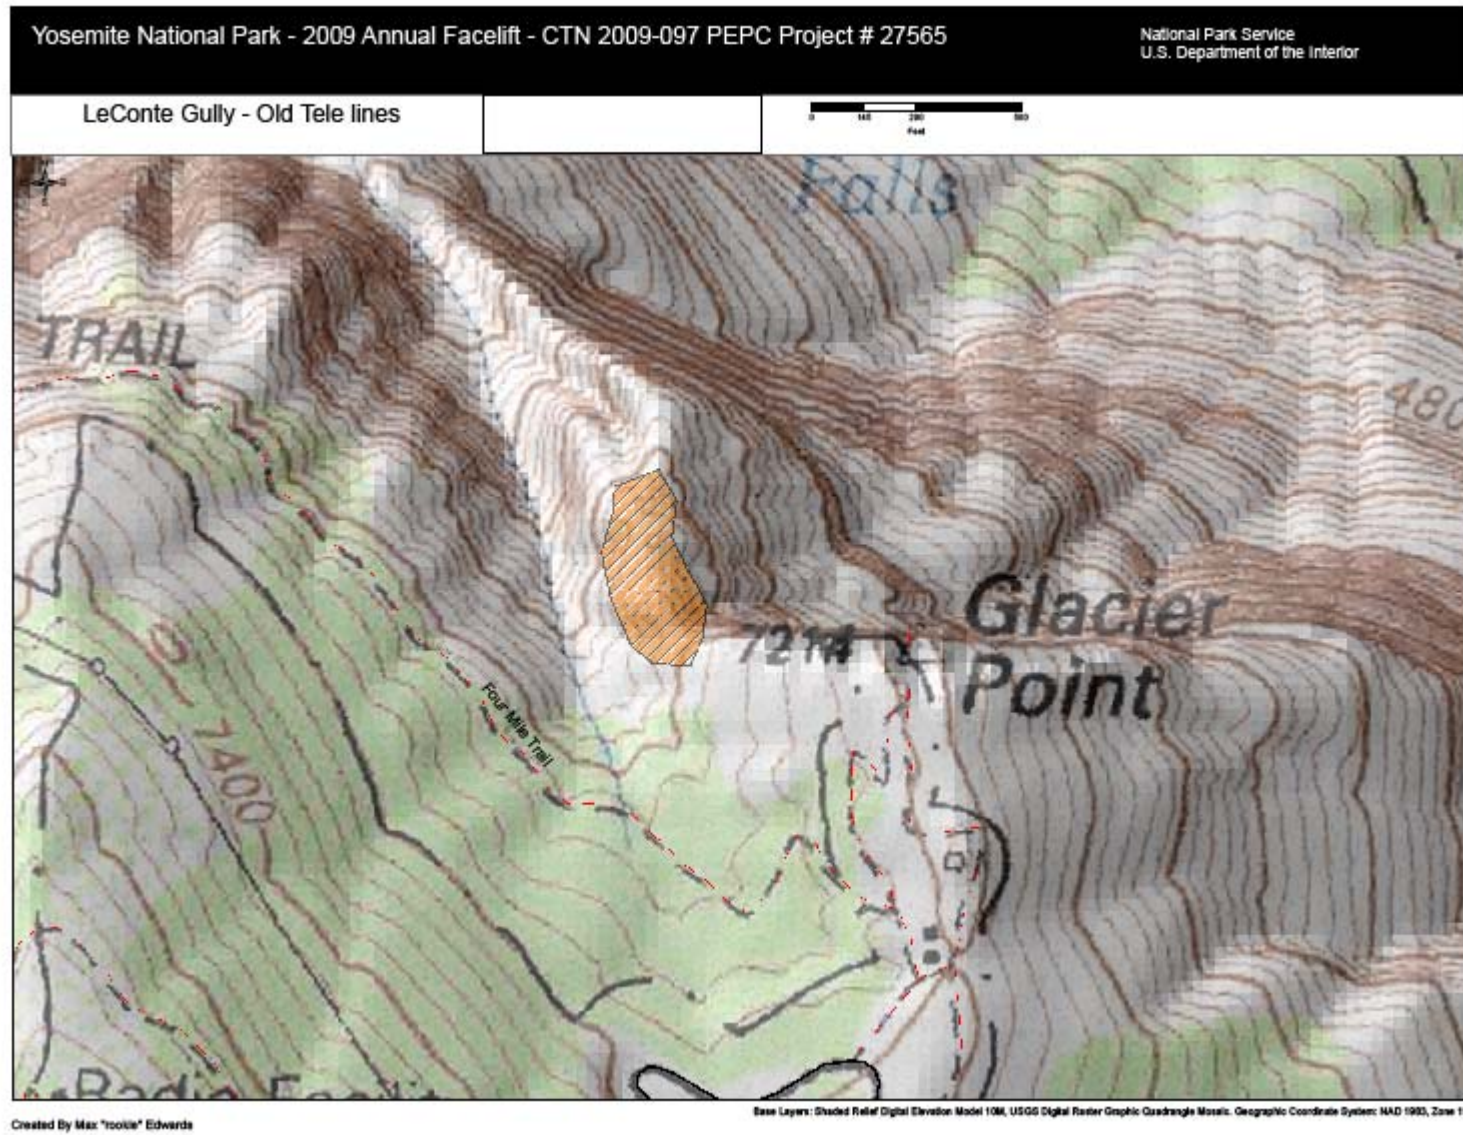 Yosemite National Park - 2009 Annual Facelift - CTN 2009-097 PEPC Project # 27565
National Park Service
U.S. Department of the Interior
LeConte Gully - Old Tele lines
Feet
Falls
TRAIL
480
Glacier
Point
7214
Four Mile Trail
7400
Created By Max "rookie" Edwards
Base Layers: Shaded Relief Digital Elevation Model 10M, USGS Digital Raster Graphic Quadrangle Mosaic. Geographic Coordinate System: NAD 1983, Zone 1